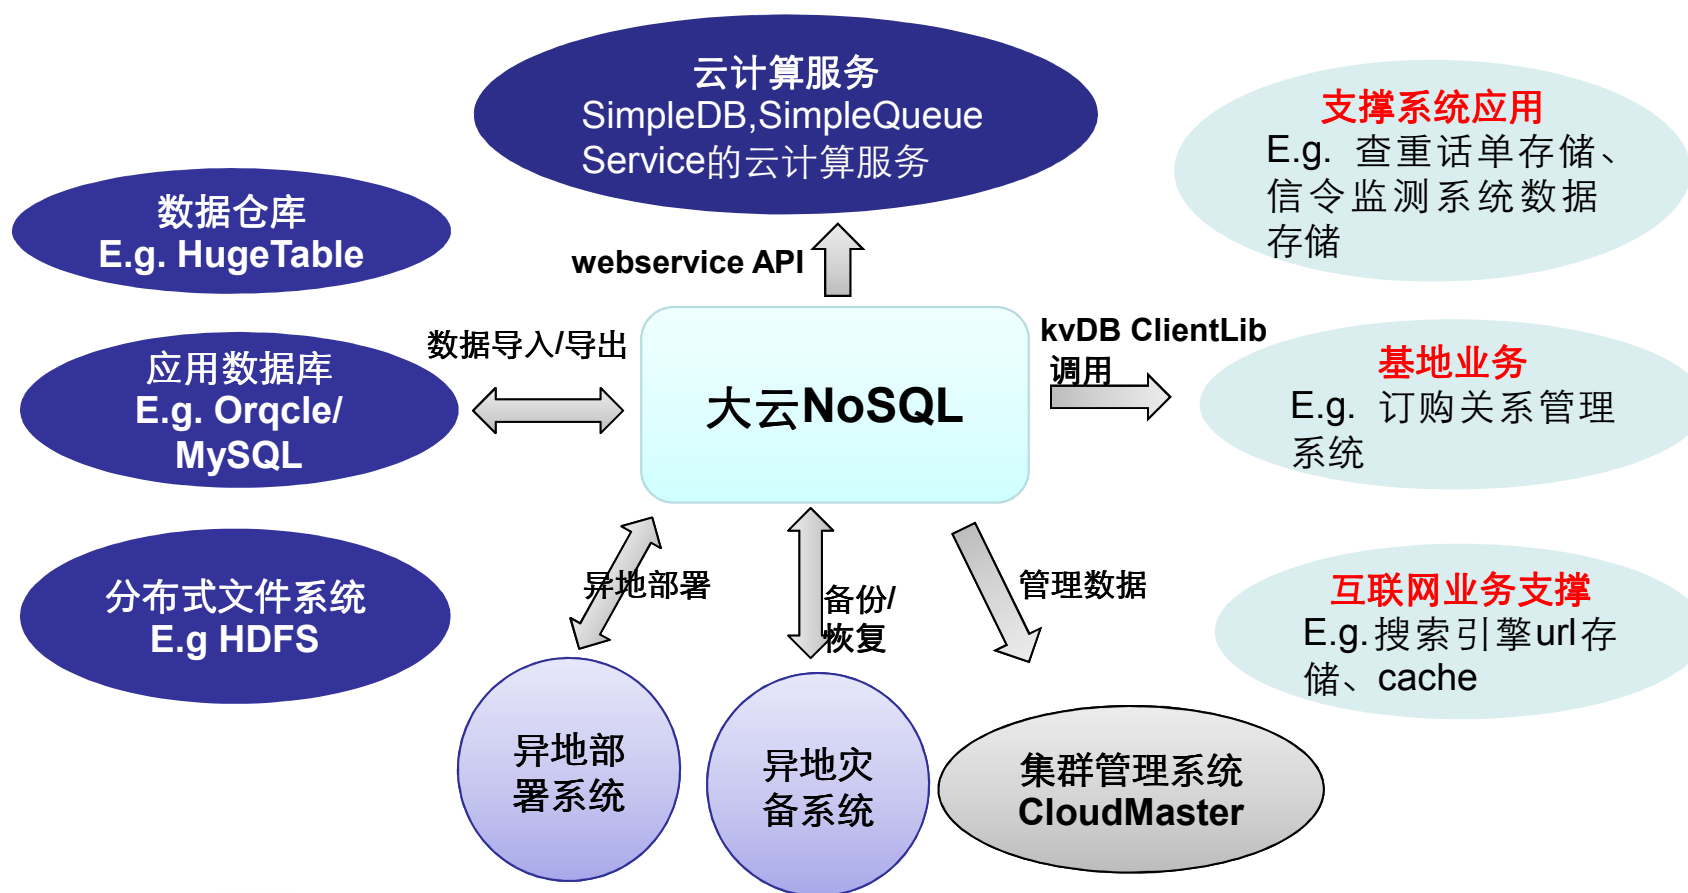 云计算服务
SimpleDB,SimpleQueue
Service的云计算服务
支撑系统应用
E.g. 查重话单存储、
信令监测系统数据
存储
数据仓库
E.g. HugeTable
webservice API
数据导入/导出
kvDB ClientLib
调用
应用数据库
E.g. Orqcle/
MySQL
大云NoSQL
基地业务
E.g. 订购关系管理
系统
分布式文件系统
E.g HDFS
异地部署
备份/
恢复
管理数据
互联网业务支撑
E.g.搜索引擎url存
储、cache
异地部
署系统
异地灾
备系统
集群管理系统
CloudMaster